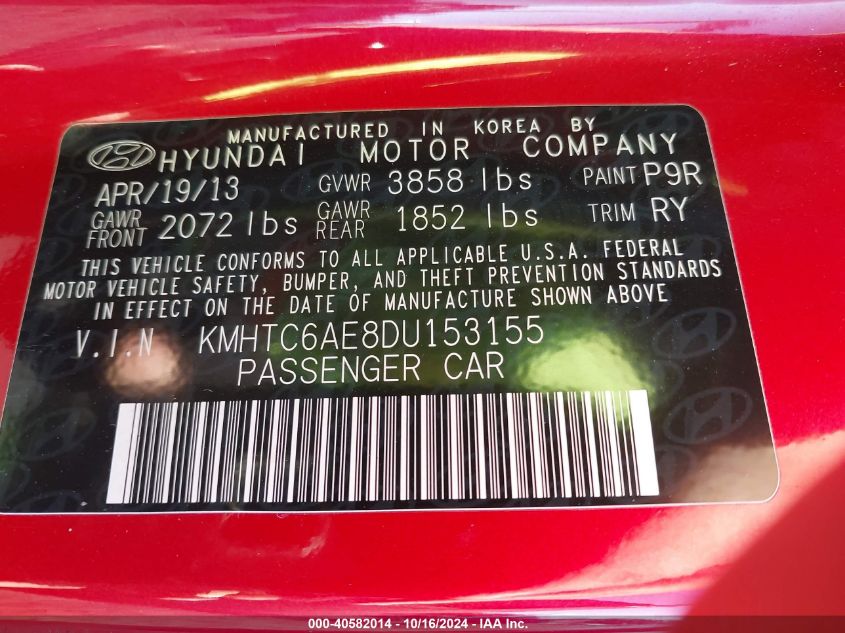 MANUFACTURED IN KOREA BY
HYUNDAI MOTOR COMPANY
APR/19/13 GVWR 3858 lbs PAINT P9R
GAWR FRONT 2072 lbs GAWR REAR 1852 lbs TRIM RY
THIS VEHICLE CONFORMS TO ALL APPLICABLE U.S.A. FEDERAL
MOTOR VEHICLE SAFETY, BUMPER, AND THEFT PREVENTION STANDARDS
IN EFFECT ON THE DATE OF MANUFACTURE SHOWN ABOVE
V.I.N KMHTC6AE8DU153155
PASSENGER CAR
000-40582014 - 10/16/2024 - IAA Inc.